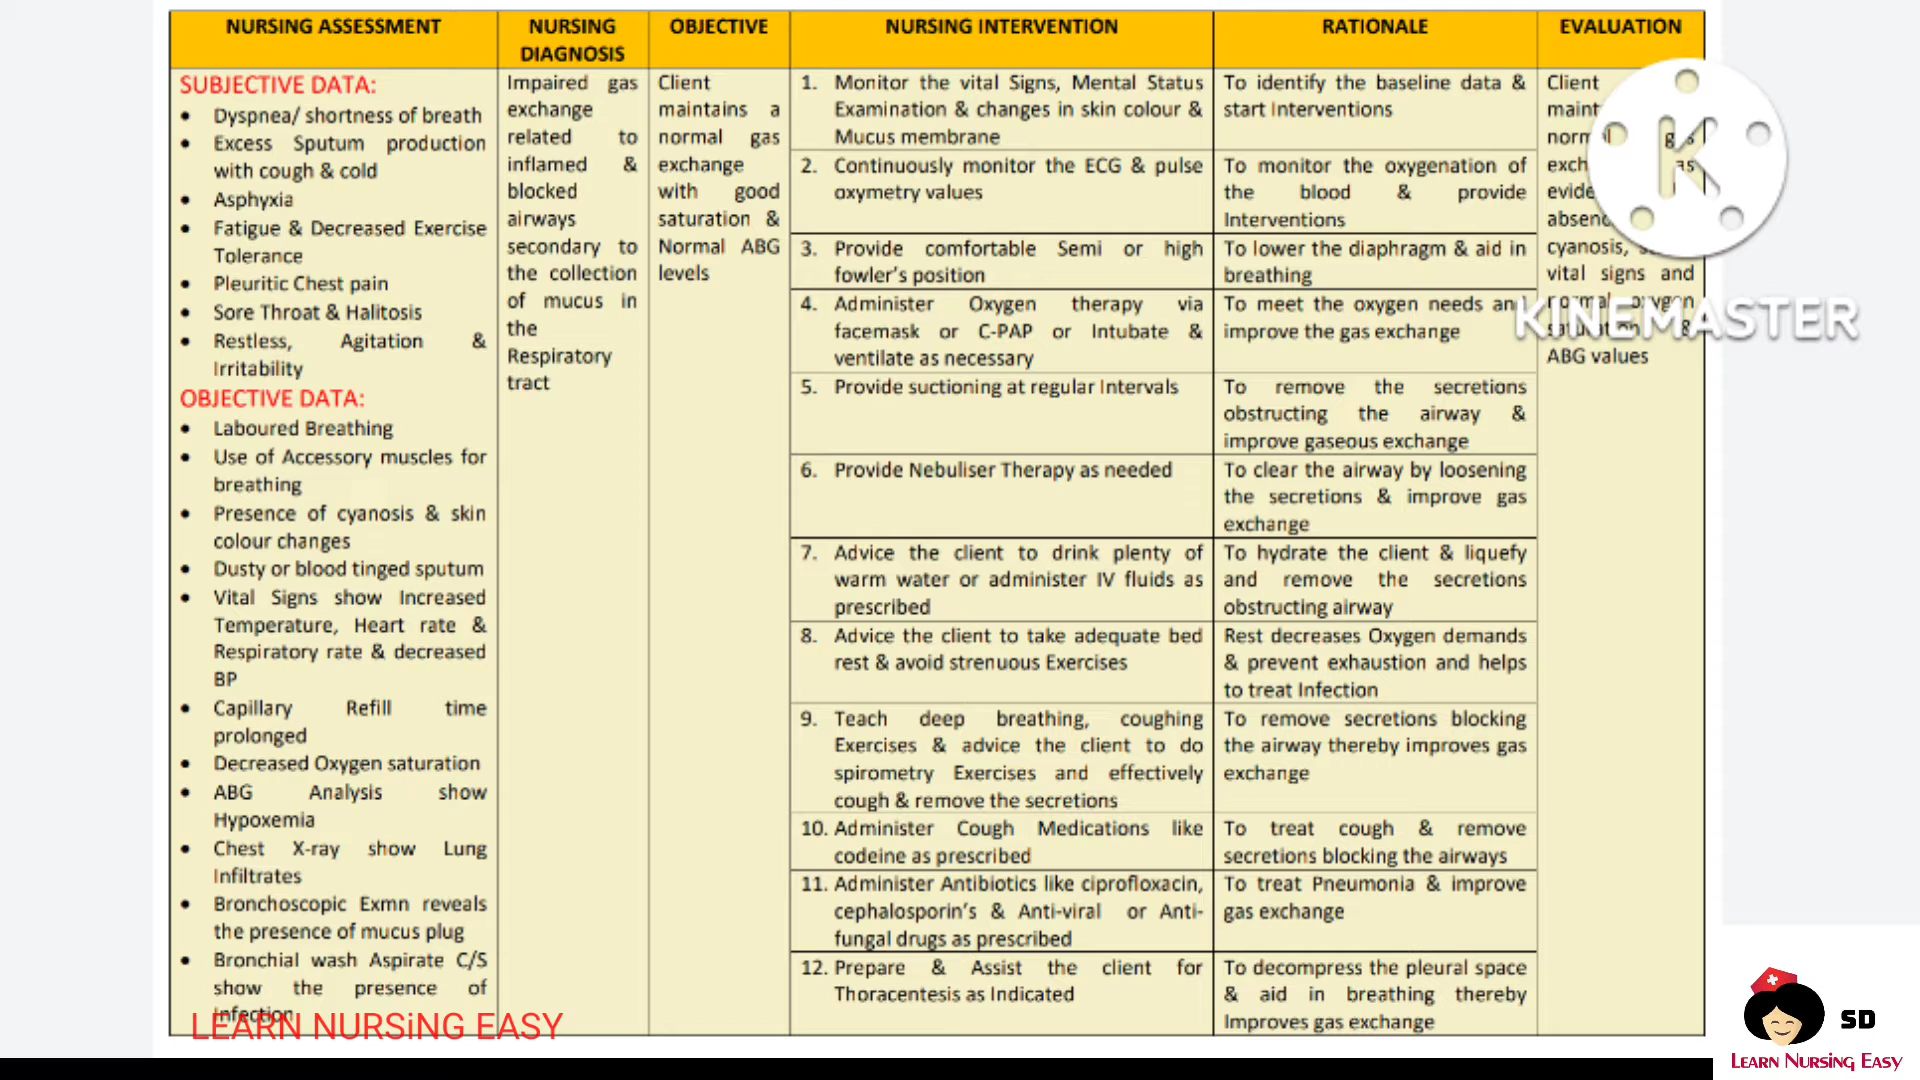 NURSING ASSESSMENT
NURSING
DIAGNOSIS
OBJECTIVE
NURSING INTERVENTION
RATIONALE
EVALUATION
SUBJECTIVE DATA:
• Dyspnea/ shortness of breath
• Excess Sputum production
with cough & cold
• Asphyxia
• Fatigue & Decreased Exercise
Tolerance
• Pleuritic Chest pain
• Sore Throat & Halitosis
• Restless, Agitation &
Irritability
OBJECTIVE DATA:
• Laboured Breathing
• Use of Accessory muscles for
breathing
• Presence of cyanosis & skin
colour changes
• Dusty or blood tinged sputum
• Vital Signs show Increased
Temperature, Heart rate &
Respiratory rate & decreased
BP
• Capillary Refill time
prolonged
• Decreased Oxygen saturation
• ABG Analysis show
Hypoxemia
• Chest X-ray show Lung
Infiltrates
• Bronchoscopic Exmn reveals
the presence of mucus plug
• Bronchial wash Aspirate C/S
show the presence of
Infection
Impaired gas
exchange
related to
inflamed &
blocked
airways
secondary to
the collection
of mucus in
the
Respiratory
tract
Client
maintains a
normal gas
exchange
with good
saturation &
Normal ABG
levels
1. Monitor the vital Signs, Mental Status
Examination & changes in skin colour &
Mucus membrane
To identify the baseline data &
start Interventions
2. Continuously monitor the ECG & pulse
oxymetry values
To monitor the oxygenation of
the blood & provide
Interventions
3. Provide comfortable Semi or high
fowler's position
To lower the diaphragm & aid in
breathing
4. Administer Oxygen therapy via
facemask or C-PAP or Intubate &
ventilate as necessary
To meet the oxygen needs and
improve the gas exchange
5. Provide suctioning at regular Intervals
To remove the secretions
obstructing the airway &
improve gaseous exchange
6. Provide Nebuliser Therapy as needed
To clear the airway by loosening
the secretions & improve gas
exchange
7. Advice the client to drink plenty of
warm water or administer IV fluids as
prescribed
To hydrate the client & liquefy
and remove the secretions
obstructing airway
8. Advice the client to take adequate bed
rest & avoid strenuous Exercises
Rest decreases Oxygen demands
& prevent exhaustion and helps
to treat Infection
9. Teach deep breathing, coughing
Exercises & advice the client to do
spirometry Exercises and effectively
cough & remove the secretions
To remove secretions blocking
the airway thereby improves gas
exchange
10. Administer Cough Medications like
codeine as prescribed
To treat cough & remove
secretions blocking the airways
11. Administer Antibiotics like ciprofloxacin,
cephalosporin's & Anti-viral or Anti-
fungal drugs as prescribed
To treat Pneumonia & improve
gas exchange
12. Prepare & Assist the client for
Thoracentesis as Indicated
To decompress the pleural space
& aid in breathing thereby
Improves gas exchange
Client
cyanosis,
vital signs and
normal oxygen
&
ABG values
K
KINEMASTER
LEARN NURSiNG EASY
SD
LEARN NURSING EASY